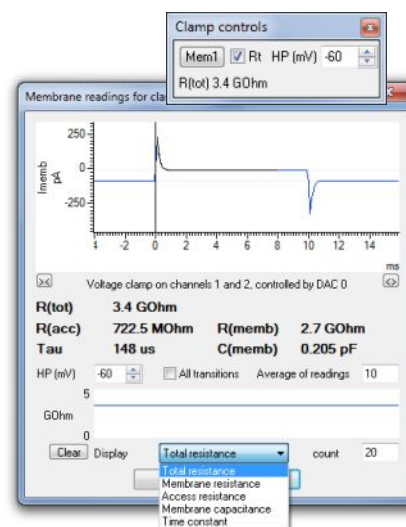 Clamp controls
Mem1 Rt HP (mV) -60
R(tot) 3.4 GOhm
Membrane readings for cla
250
0
-250
Imemb
pA
-4 -2 0 2 4 6 8 10 12 14
ms
Voltage clamp on channels 1 and 2, controlled by DAC 0
R(tot) 3.4 GOhm
R(acc) 722.5 MOhm R(memb) 2.7 GOhm
Tau 148 us C(memb) 0.205 pF
HP (mV) -60 All transitions Average of readings 10
5
GOhm
0
Clear Display Total resistance count 20
Total resistance
Membrane resistance
Access resistance
Membrane capacitance
Time constant